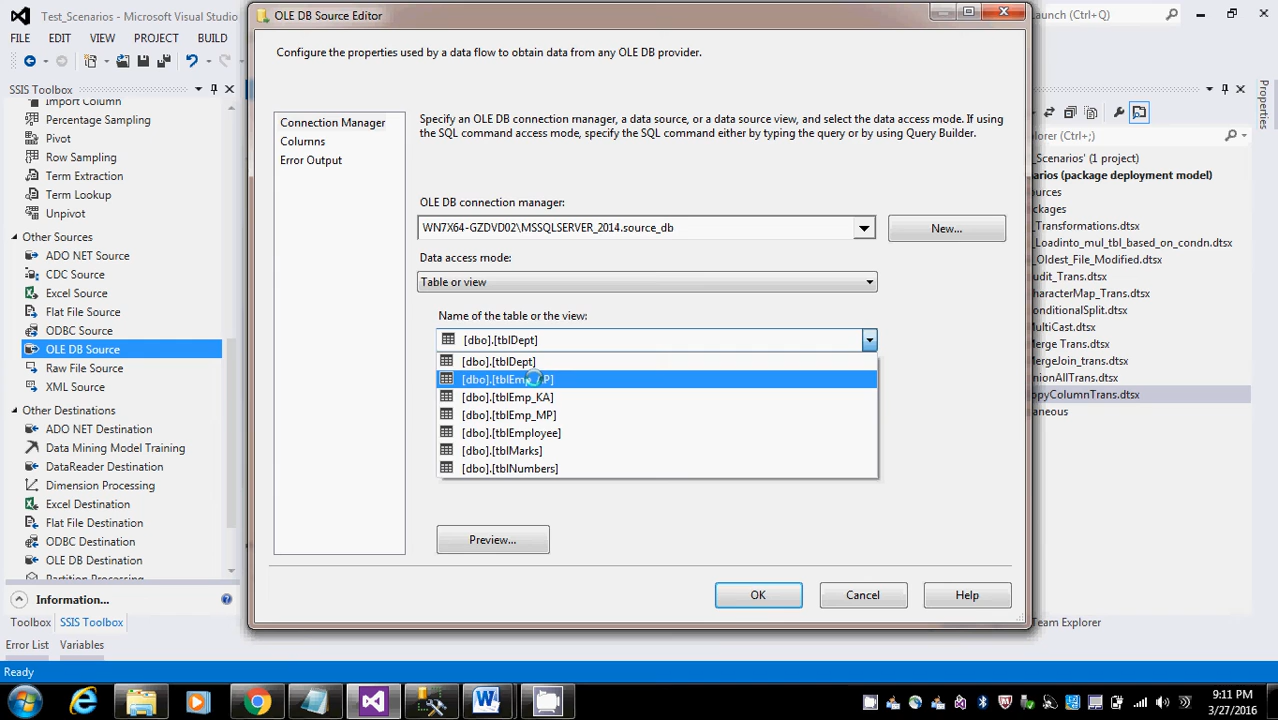 Test_Scenarios - Microsoft Visual Studio
OLE DB Source Editor
Launch (Ctrl+Q)
FILE EDIT VIEW PROJECT BUILD
Configure the properties used by a data flow to obtain data from any OLE DB provider.
SSIS Toolbox
Properties
Import Column
Percentage Sampling
Pivot
Row Sampling
Term Extraction
Term Lookup
Unpivot
Other Sources
ADO NET Source
CDC Source
Excel Source
Flat File Source
ODBC Source
OLE DB Source
Raw File Source
XML Source
Other Destinations
ADO NET Destination
Data Mining Model Training
DataReader Destination
Dimension Processing
Excel Destination
Flat File Destination
ODBC Destination
OLE DB Destination
Partition Processing
Information...
Toolbox SSIS Toolbox
Error List Variables
Ready
Connection Manager
Columns
Error Output
Specify an OLE DB connection manager, a data source, or a data source view, and select the data access mode. If using
the SQL command access mode, specify the SQL command either by typing the query or by using Query Builder.
OLE DB connection manager:
WN7X64-GZDVD02\MSSQLSERVER_2014.source_db
New...
Data access mode:
Table or view
Name of the table or the view:
[dbo].[tblDept]
[dbo].[tblDept]
[dbo].[tblEmp_KA]
[dbo].[tblEmp_MP]
[dbo].[tblEmployee]
[dbo].[tblMarks]
[dbo].[tblNumbers]
Preview...
OK Cancel Help
plorer (Ctrl+;)
_Scenarios' (1 project)
arios (package deployment model)
ources
ckages
_Transformations.dtsx
_Loadinto_mul_tbl_based_on_condn.dtsx
_Oldest_File_Modified.dtsx
udit_Trans.dtsx
haracterMap_Trans.dtsx
onditionalSplit.dtsx
MultiCast.dtsx
Merge Trans.dtsx
MergeJoin_trans.dtsx
nionAllTrans.dtsx
opyColumnTrans.dtsx
aneous
Team Explorer
9:11 PM
3/27/2016